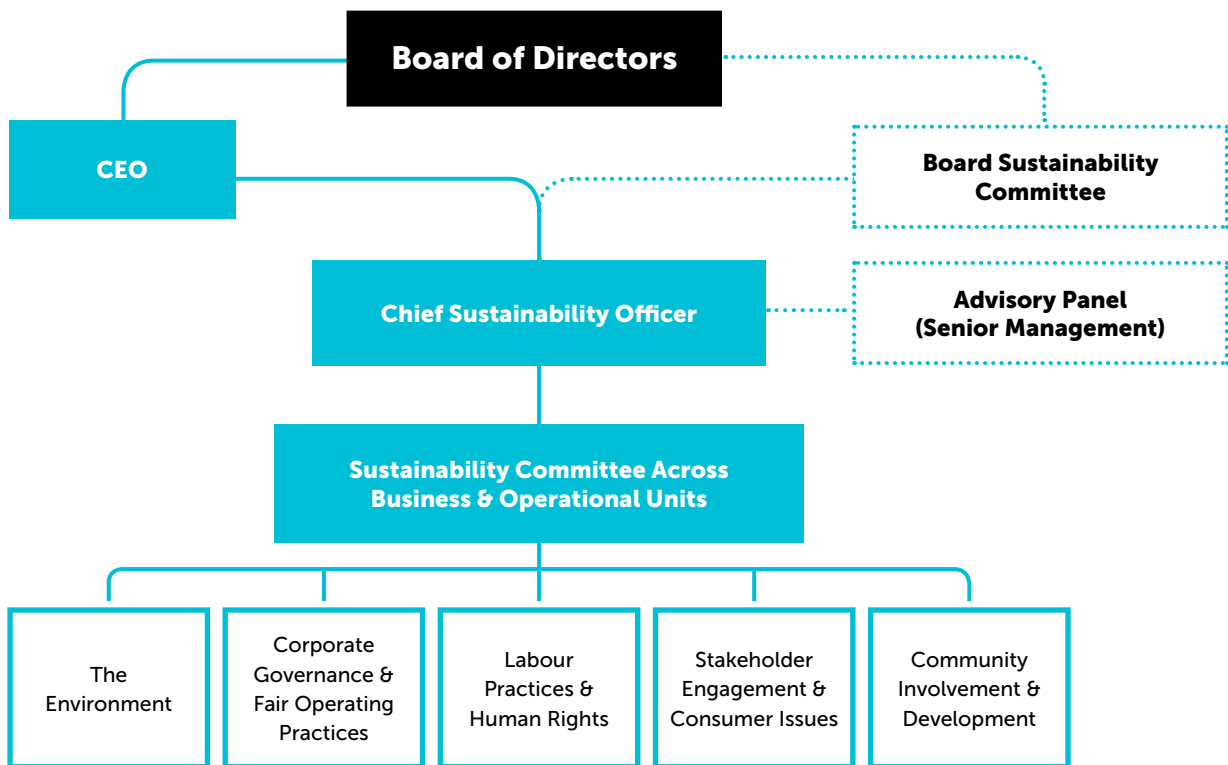 Board of Directors
CEO
Board Sustainability
Committee
Chief Sustainability Officer
Advisory Panel
(Senior Management)
Sustainability Committee Across
Business & Operational Units
The
Environment
Corporate
Governance &
Fair Operating
Practices
Labour
Practices &
Human Rights
Stakeholder
Engagement &
Consumer Issues
Community
Involvement &
Development